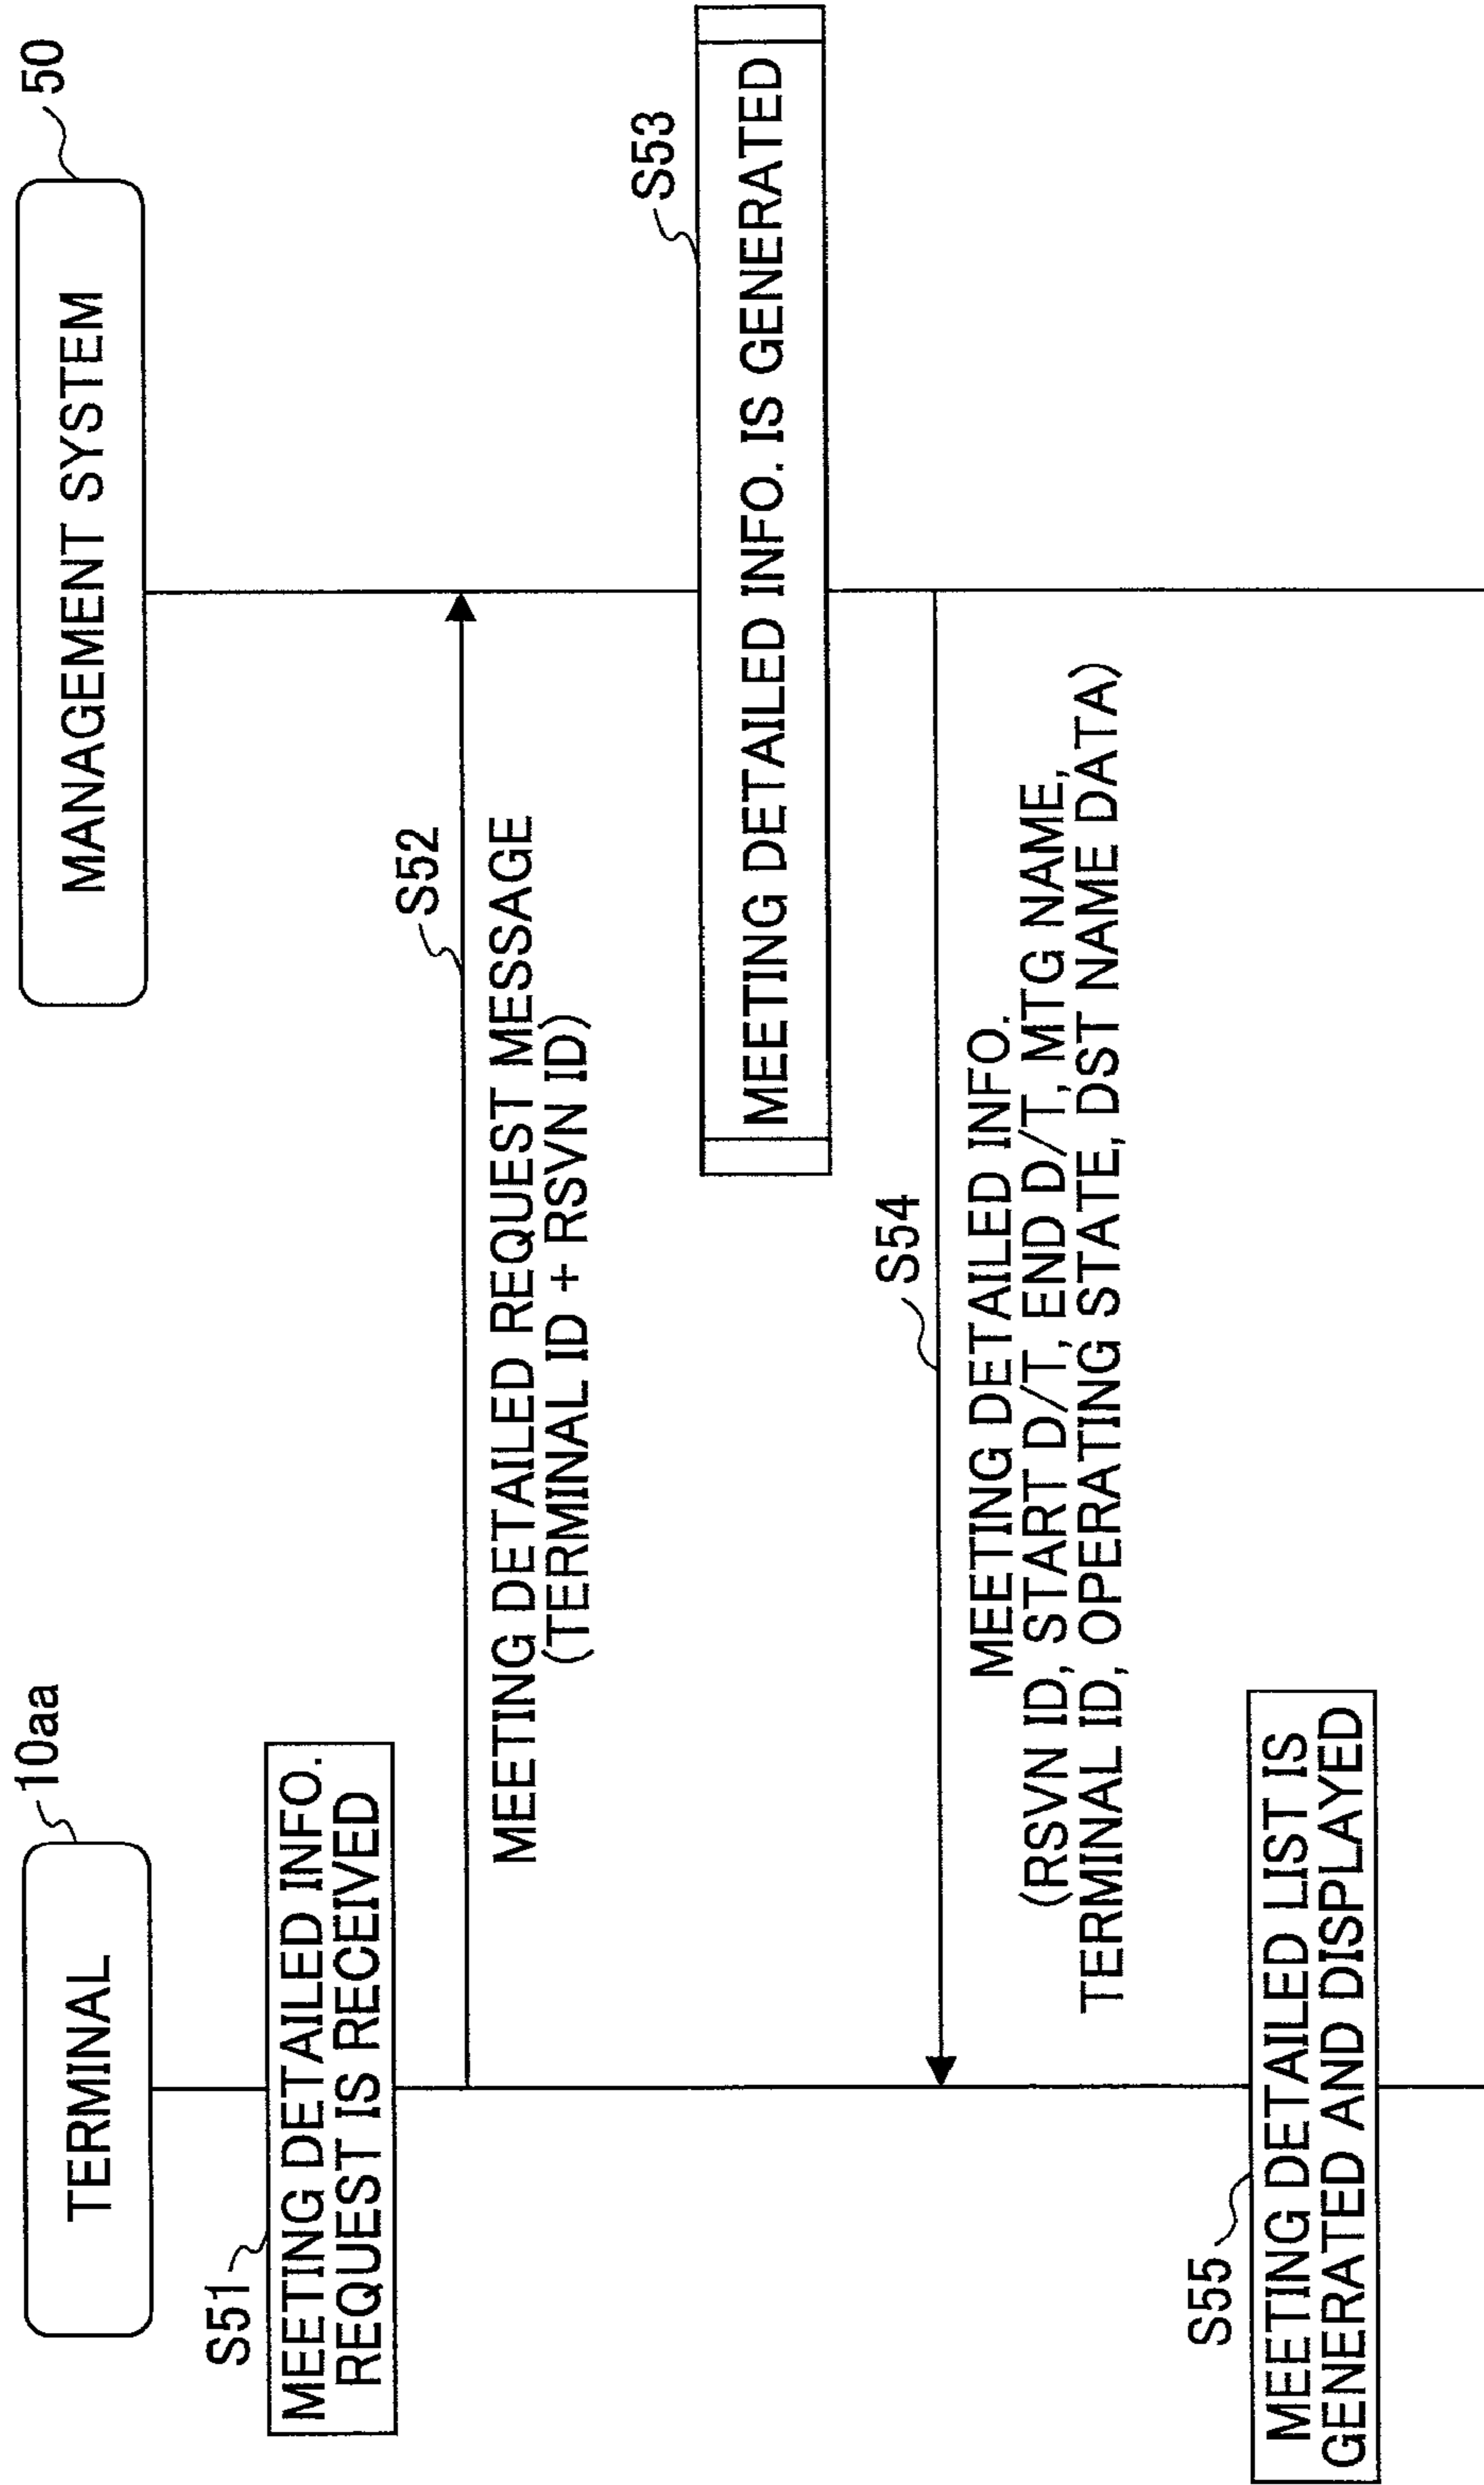 TERMINAL
10aa
MANAGEMENT SYSTEM
50
S51
MEETING DETAILED INFO.
REQUEST IS RECEIVED
S52
MEETING DETAILED REQUEST MESSAGE
(TERMINAL ID + RSVN ID)
S53
MEETING DETAILED INFO. IS GENERATED
S54
MEETING DETAILED INFO.
(RSVN ID, START D/T, END D/T, MTG NAME,
TERMINAL ID, OPERATING STATE, DST NAME DATA)
S55
MEETING DETAILED LIST IS
GENERATED AND DISPLAYED